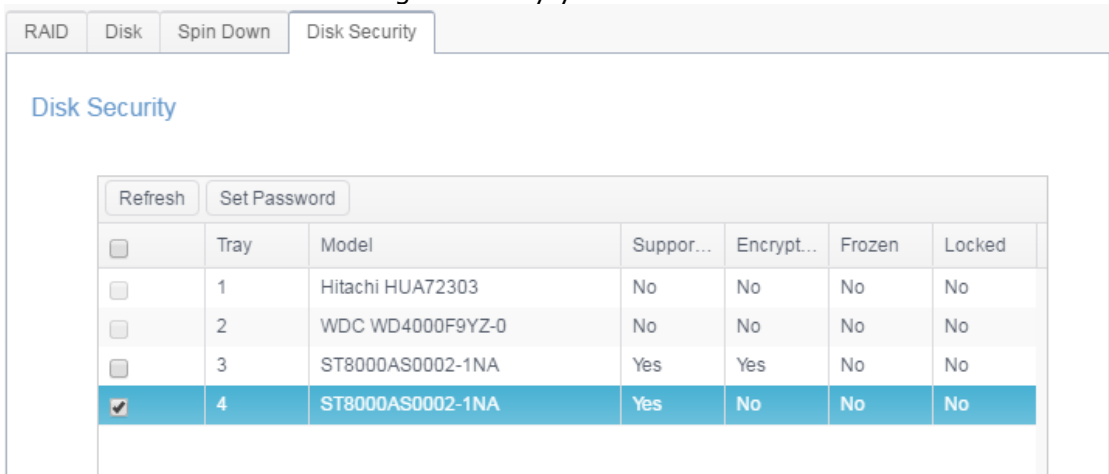 RAID Disk Spin Down Disk Security
Disk Security
Refresh Set Password
Tray Model Suppor... Encrypt... Frozen Locked
1 Hitachi HUA72303 No No No No
2 WDC WD4000F9YZ-0 No No No No
3 ST8000AS0002-1NA Yes Yes No No
4 ST8000AS0002-1NA Yes No No No